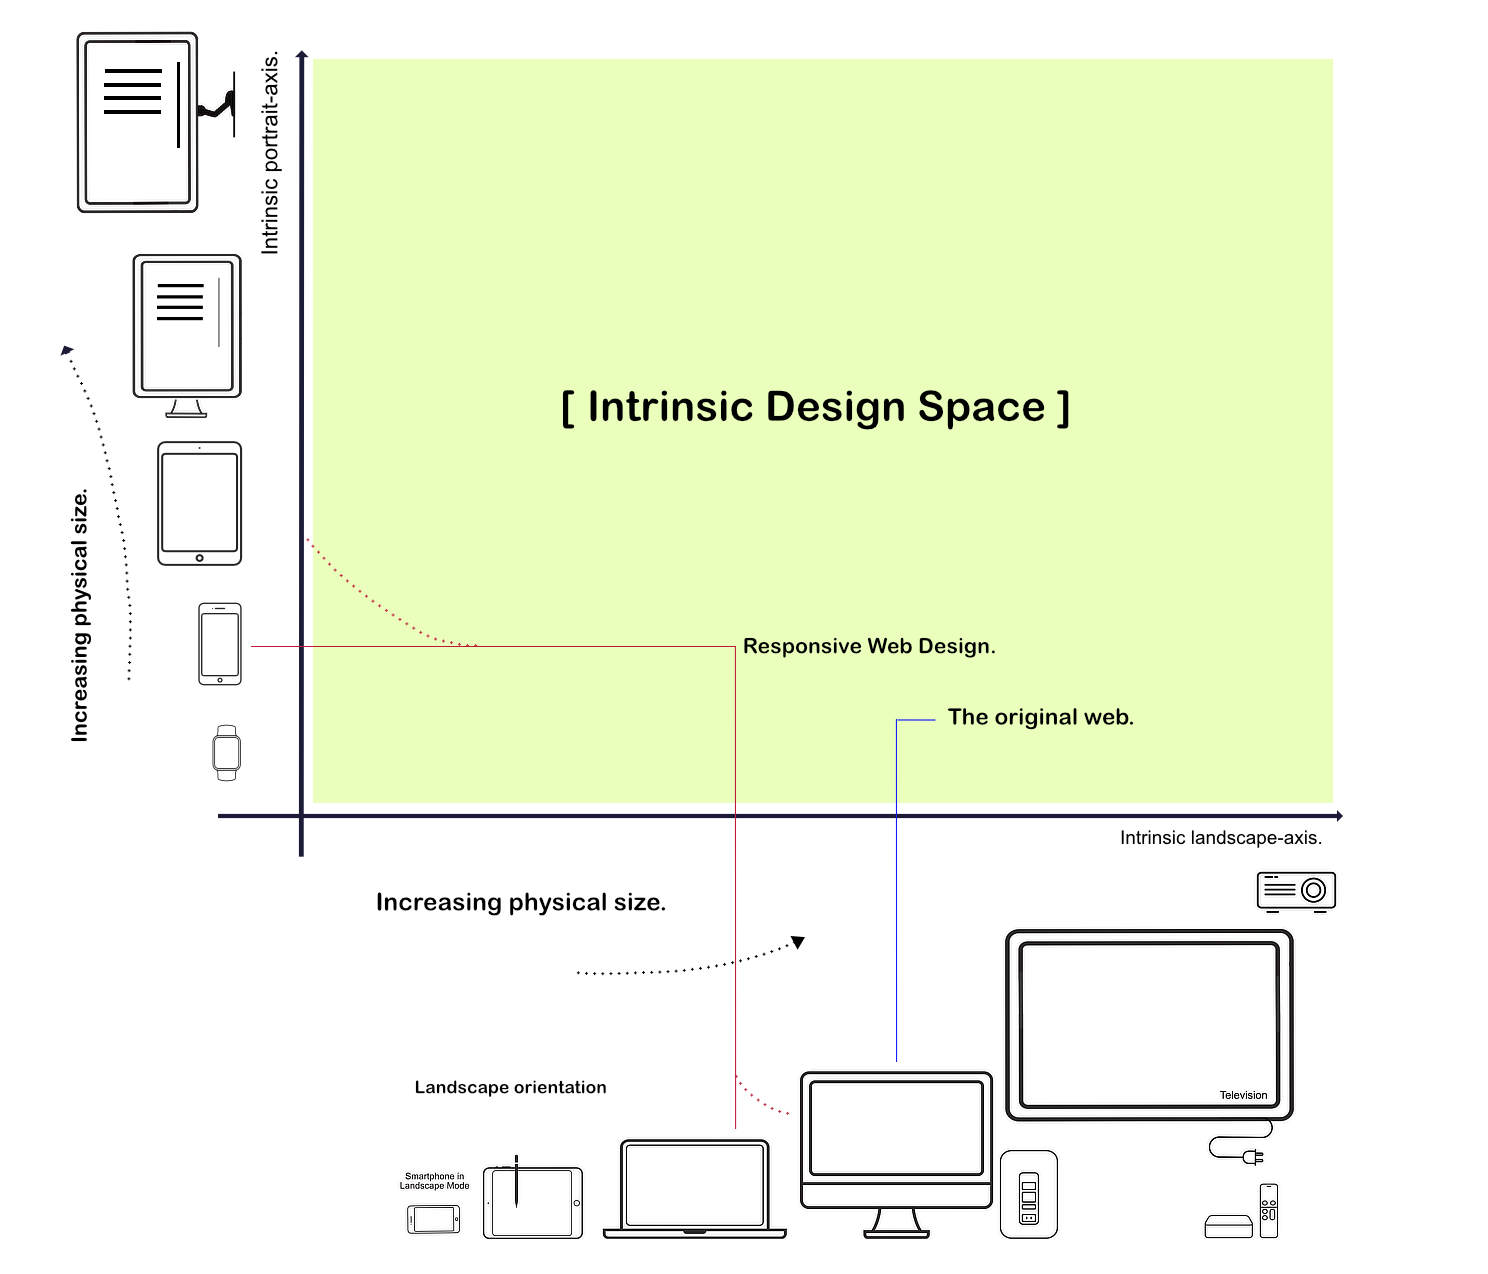 Intrinsic portrait-axis.
[ Intrinsic Design Space ]
Increasing physical size.
Responsive Web Design.
The original web.
Intrinsic landscape-axis.
Increasing physical size.
Landscape orientation
Television
Smartphone in
Landscape Mode